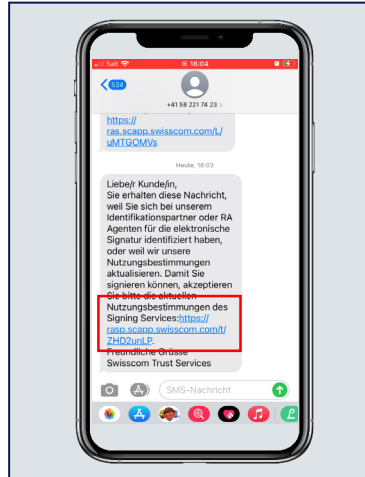 Salt 18:04
524
+41 58 221 74 23 >
https://
ras.scapp.swisscom.com/L/
uMTGOMVs
Heute, 18:03
Liebe/r Kunde/in,
Sie erhalten diese Nachricht,
weil Sie sich bei unserem
Identifikationspartner oder RA
Agenten für die elektronische
Signatur identifiziert haben,
oder weil wir unsere
Nutzungsbestimmungen
aktualisieren. Damit Sie
signieren können, akzeptieren
Sie bitte die aktuellen
Nutzungsbestimmungen des
Signing Services:https://
rasp.scapp.swisscom.com/t/
ZHD2unLP.
Freundliche Grüsse
Swisscom Trust Services
SMS-Nachricht